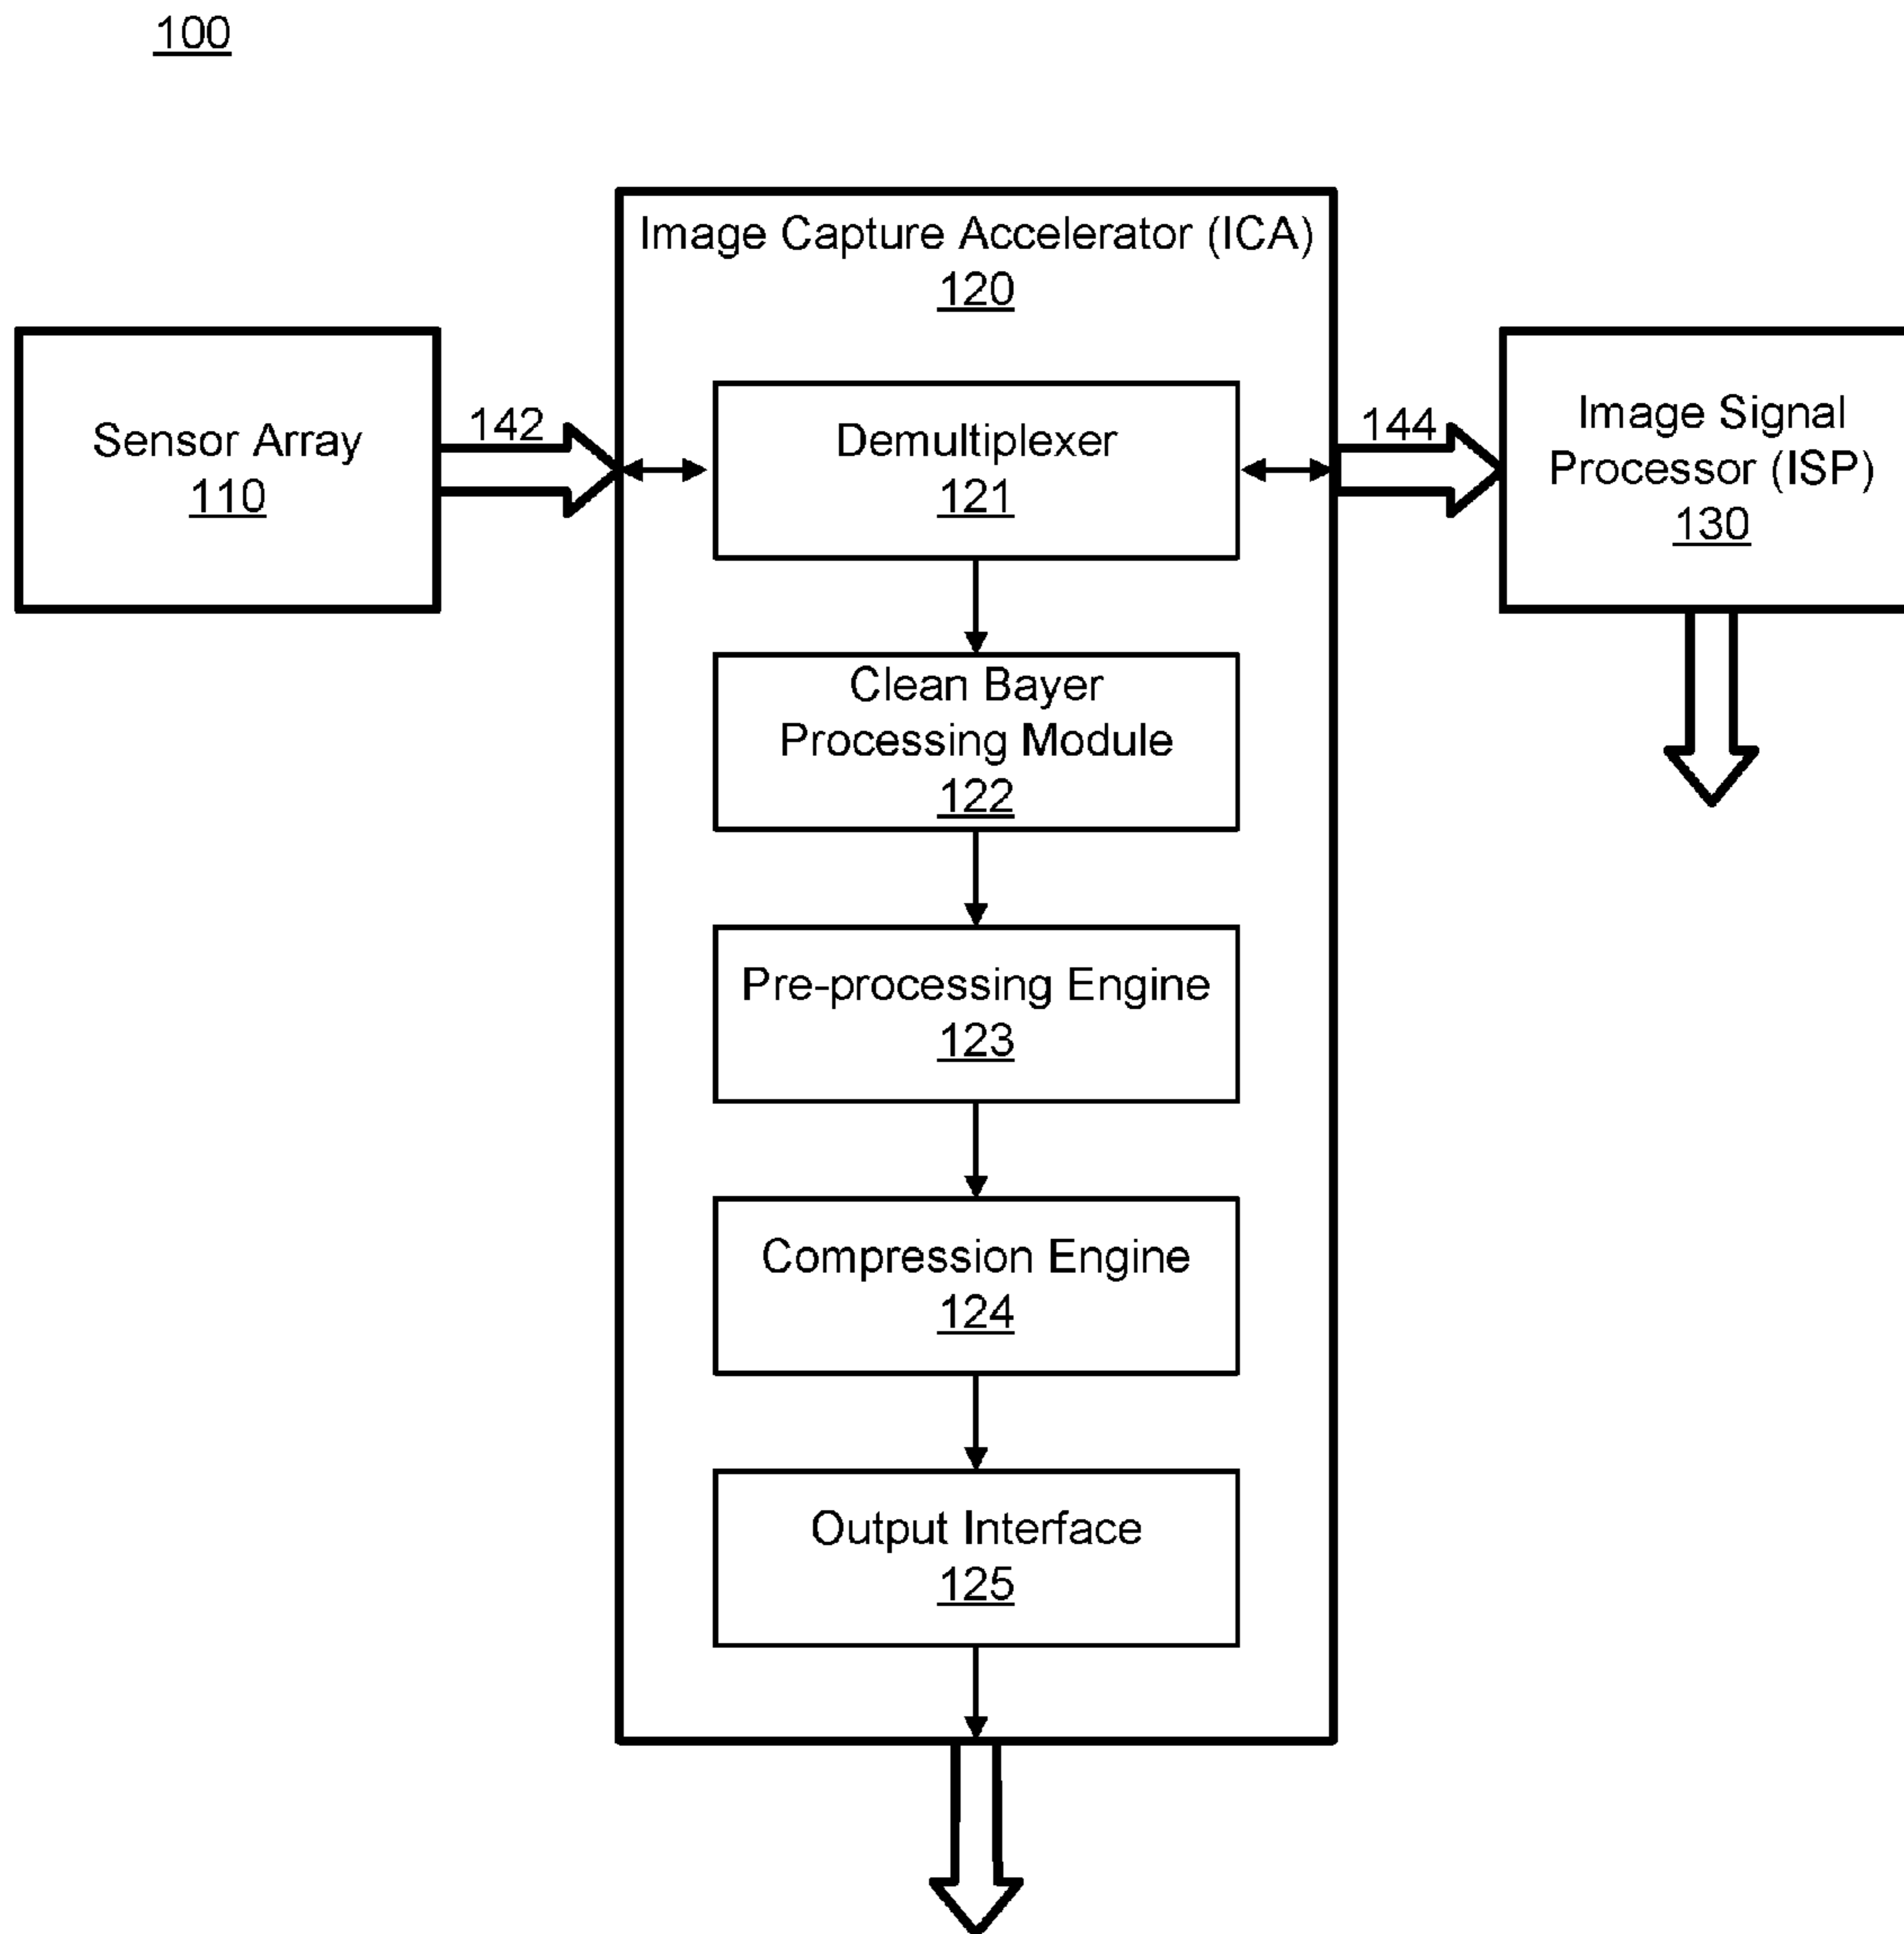 100
Image Capture Accelerator (ICA)
120
Sensor Array
110
142
Demultiplexer
121
144
Image Signal
Processor (ISP)
130
Clean Bayer
Processing Module
122
Pre-processing Engine
123
Compression Engine
124
Output Interface
125